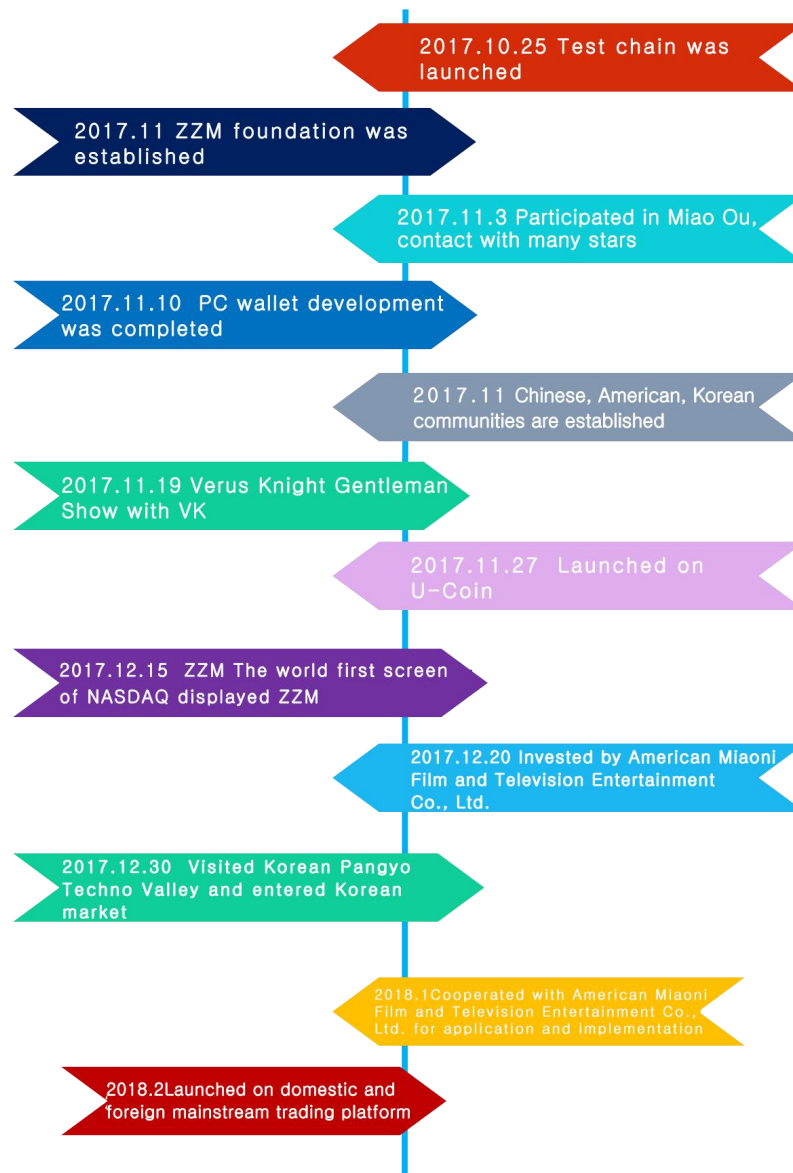 2017.10.25 Test chain was
launched
2017.11 ZZM foundation was
established
2017.11.3 Participated in Miao Ou,
contact with many stars
2017.11.10 PC wallet development
was completed
2017.11 Chinese, American, Korean
communities are established
2017.11.19 Verus Knight Gentleman
Show with VK
2017.11.27 Launched on
U-Coin
2017.12.15 ZZM The world first screen
of NASDAQ displayed ZZM
2017.12.20 Invested by American Miaoni
Film and Television Entertainment
Co., Ltd.
2017.12.30 Visited Korean Pangyo
Techno Valley and entered Korean
market
2018.1Cooperated with American Miaoni
Film and Television Entertainment Co.,
Ltd. for application and implementation
2018.2Launched on domestic and
foreign mainstream trading platform